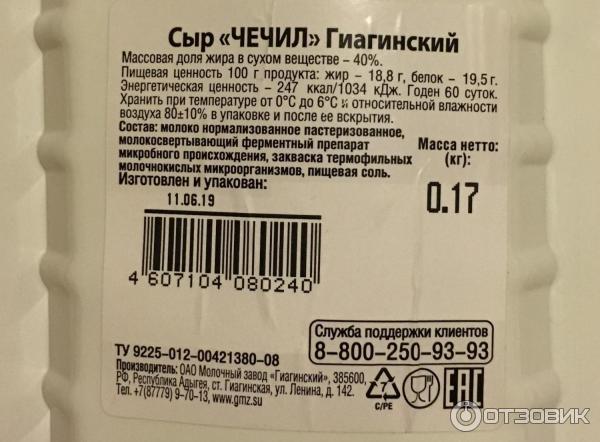 Сыр «ЧЕЧИЛ» Гиагинский
Массовая доля жира в сухом веществе – 40%.
Пищевая ценность 100 г продукта: жир – 18,8 г, белок – 19,5 г.
Энергетическая ценность – 247 ккал/1034 кДж. Годен 60 суток.
Хранить при температуре от 0°С до 6°С и относительной влажности
воздуха 80±10% в упаковке и после ее вскрытия.
Состав: молоко нормализованное пастеризованное,
молокосвертывающий ферментный препарат
микробного происхождения, закваска термофильных
молочнокислых микроорганизмов, пищевая соль.
Изготовлен и упакован:
11.06.19
Масса нетто:
(кг):
0.17
4 607104 080240
Служба поддержки клиентов
8-800-250-93-93
ТУ 9225-012-00421380-08
Производитель: ОАО Молочный завод «Гиагинский», 385600,
РФ, Республика Адыгея, ст. Гиагинская, ул. Ленина, д. 142.
Тел. +7(87779) 9-70-13, www.gmz.su
C/PE
EAC
ОТЗОВИК